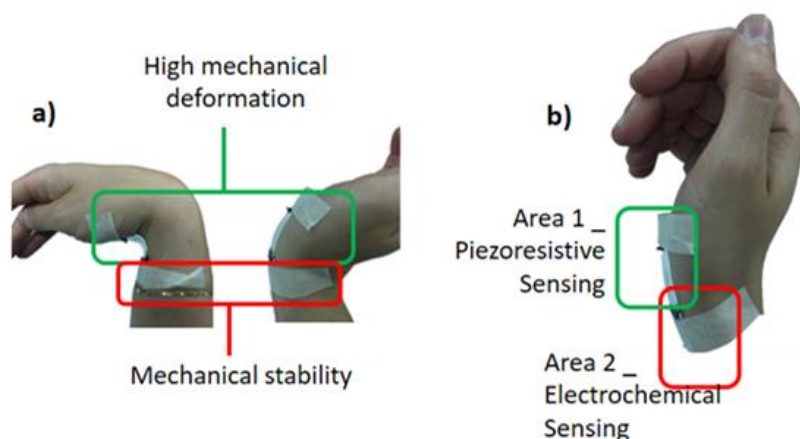 High mechanical
deformation
a)
Mechanical stability
b)
Area 1 _
Piezoresistive
Sensing
Area 2 _
Electrochemical
Sensing